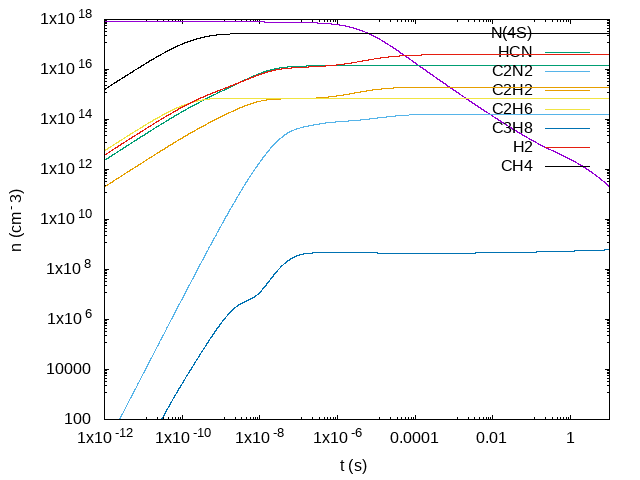 1x10^18
1x10^16
1x10^14
1x10^12
1x10^10
1x10^8
1x10^6
10000
100
n (cm^-3)
N(4S)
HCN
C2N2
C2H2
C2H6
C3H8
H2
CH4
1x10^-12
1x10^-10
1x10^-8
1x10^-6
0.0001
0.01
1
t (s)